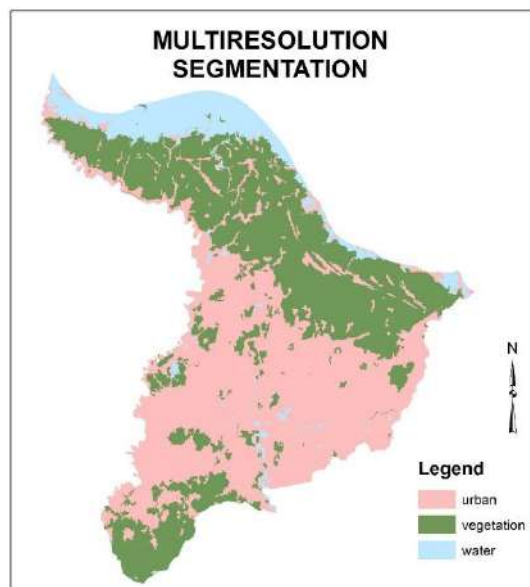 MULTIRESOLUTION
SEGMENTATION
N
Legend
urban
vegetation
water